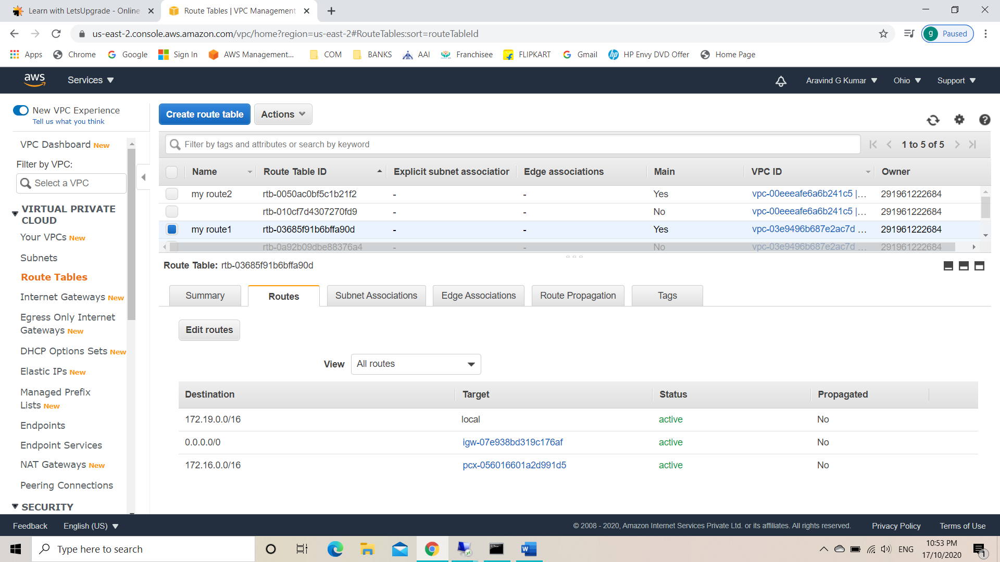 Learn with LetsUpgrade - Online
Route Tables | VPC Management
us-east-2.console.aws.amazon.com/vpc/home?region=us-east-2#RouteTables:sort=routeTableId
g Paused
Apps Chrome Google Sign In AWS Management... COM BANKS AAI Franchisee FLIPKART Gmail HP Envy DVD Offer Home Page
aws Services Aravind G Kumar Ohio Support
New VPC Experience
Tell us what you think
VPC Dashboard New
Filter by VPC:
Select a VPC
VIRTUAL PRIVATE
CLOUD
Your VPCs New
Subnets
Route Tables
Internet Gateways New
Egress Only Internet
Gateways New
DHCP Options Sets New
Elastic IPs New
Managed Prefix
Lists New
Endpoints
Endpoint Services
NAT Gateways New
Peering Connections
SECURITY
Create route table Actions
Filter by tags and attributes or search by keyword
1 to 5 of 5
Name Route Table ID Explicit subnet association Edge associations Main VPC ID Owner
my route2 rtb-0050ac0bf5c1b21f2 - - Yes vpc-00eeeafe6a6b241c5 |... 291961222684
rtb-010cf7d4307270fd9 - - No vpc-00eeeafe6a6b241c5 |... 291961222684
my route1 rtb-03685f91b6bffa90d - - Yes vpc-03e9496b687e2ac7d ... 291961222684
rtb-0a92b09dbe88376a4 - - No vpc-03e9496b687e2ac7d ... 291961222684
Route Table: rtb-03685f91b6bffa90d
Summary Routes Subnet Associations Edge Associations Route Propagation Tags
Edit routes
View All routes
Destination Target Status Propagated
172.19.0.0/16 local active No
0.0.0.0/0 igw-07e938bd319c176af active No
172.16.0.0/16 pcx-056016601a2d991d5 active No
Feedback English (US) © 2008 - 2020, Amazon Internet Services Private Ltd. or its affiliates. All rights reserved. Privacy Policy Terms of Use
Type here to search
ENG
10:53 PM
17/10/2020
1